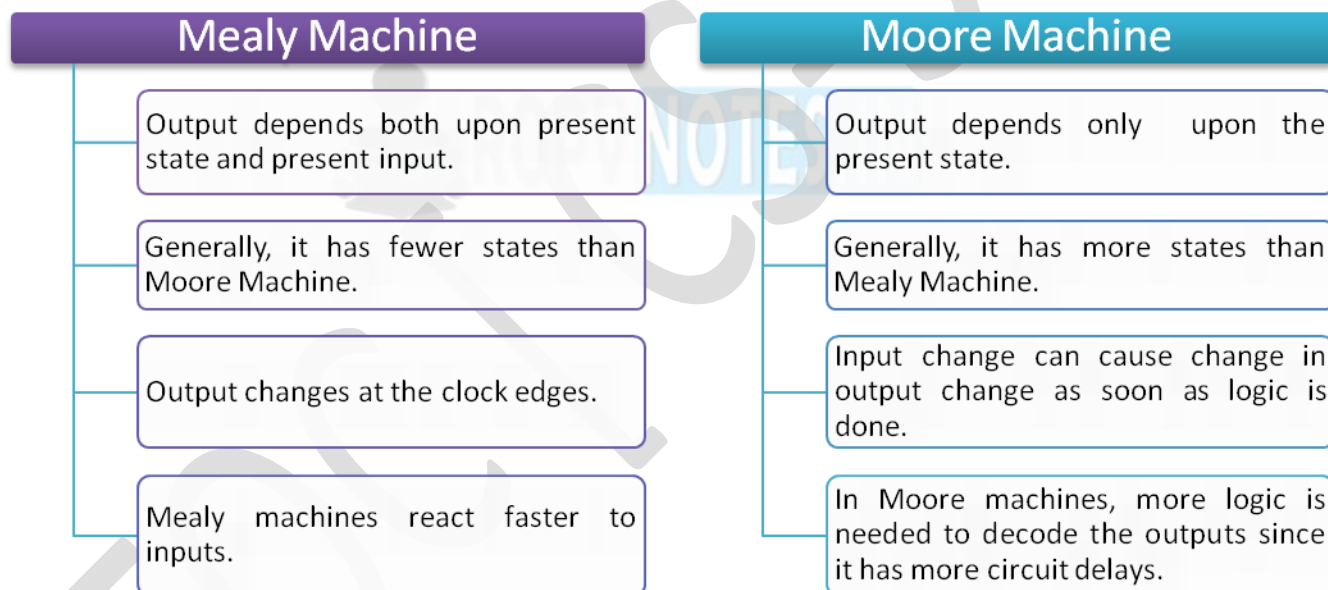 Mealy Machine
Output depends both upon present
state and present input.
Generally, it has fewer states than
Moore Machine.
Output changes at the clock edges.
Mealy machines react faster to
inputs.
Moore Machine
Output depends only upon the
present state.
Generally, it has more states than
Mealy Machine.
Input change can cause change in
output change as soon as logic is
done.
In Moore machines, more logic is
needed to decode the outputs since
it has more circuit delays.